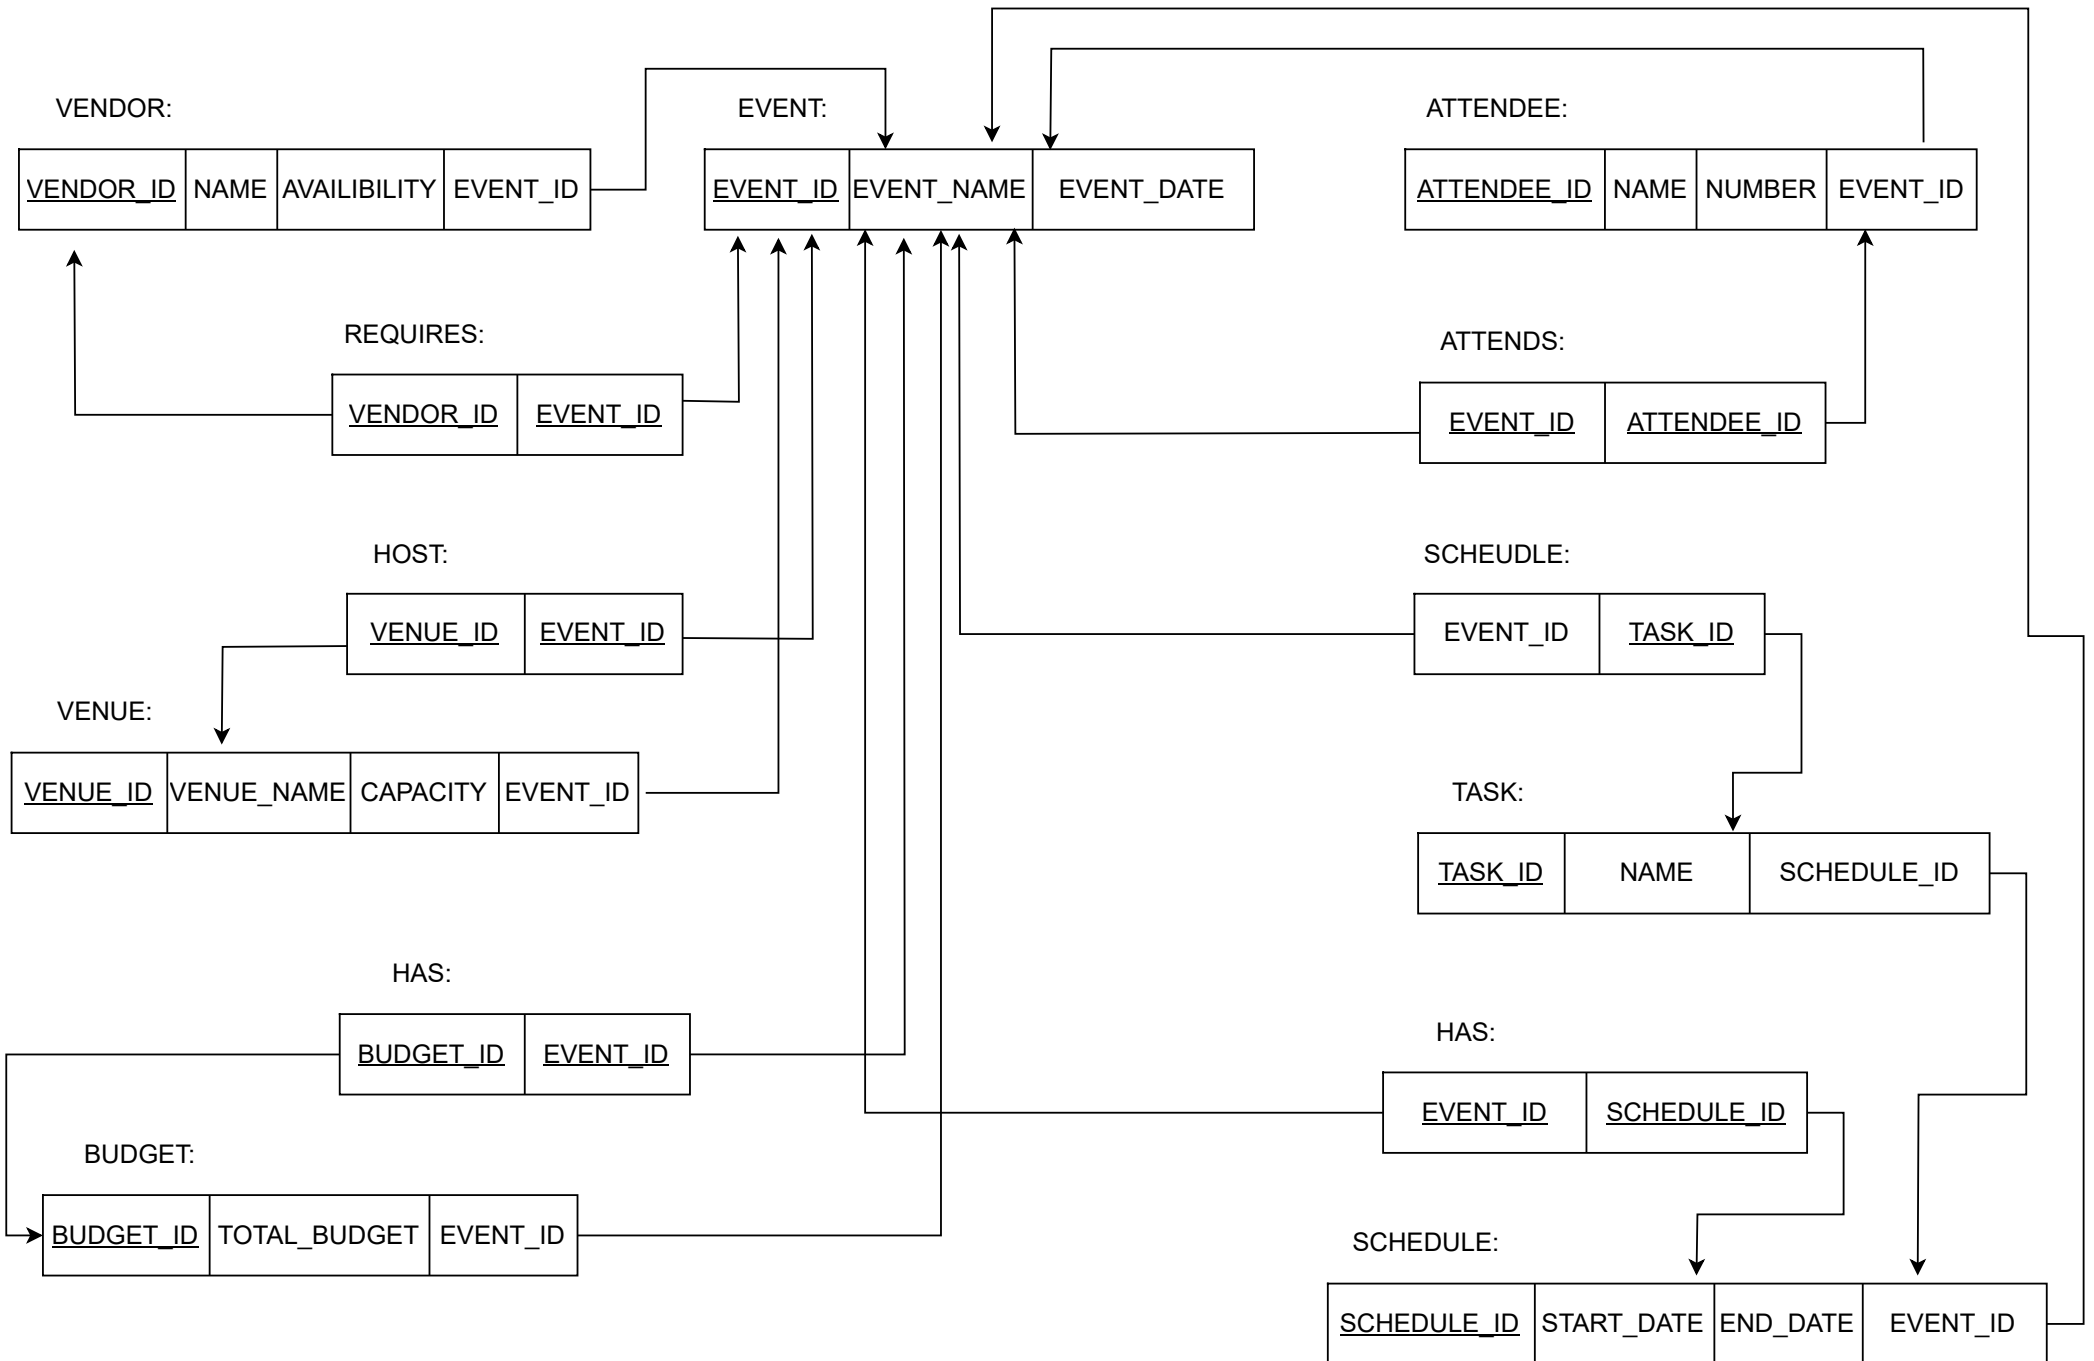 VENDOR:
EVENT:
ATTENDEE:
VENDOR_ID NAME AVAILIBILITY EVENT_ID
EVENT_ID EVENT_NAME EVENT_DATE
ATTENDEE_ID NAME NUMBER EVENT_ID
REQUIRES:
ATTENDS:
VENDOR_ID EVENT_ID
EVENT_ID ATTENDEE_ID
HOST:
SCHEUDLE:
VENUE_ID EVENT_ID
EVENT_ID TASK_ID
VENUE:
VENUE_ID VENUE_NAME CAPACITY EVENT_ID
TASK:
TASK_ID NAME SCHEDULE_ID
HAS:
BUDGET_ID EVENT_ID
HAS:
EVENT_ID SCHEDULE_ID
BUDGET:
BUDGET_ID TOTAL_BUDGET EVENT_ID
SCHEDULE:
SCHEDULE_ID START_DATE END_DATE EVENT_ID